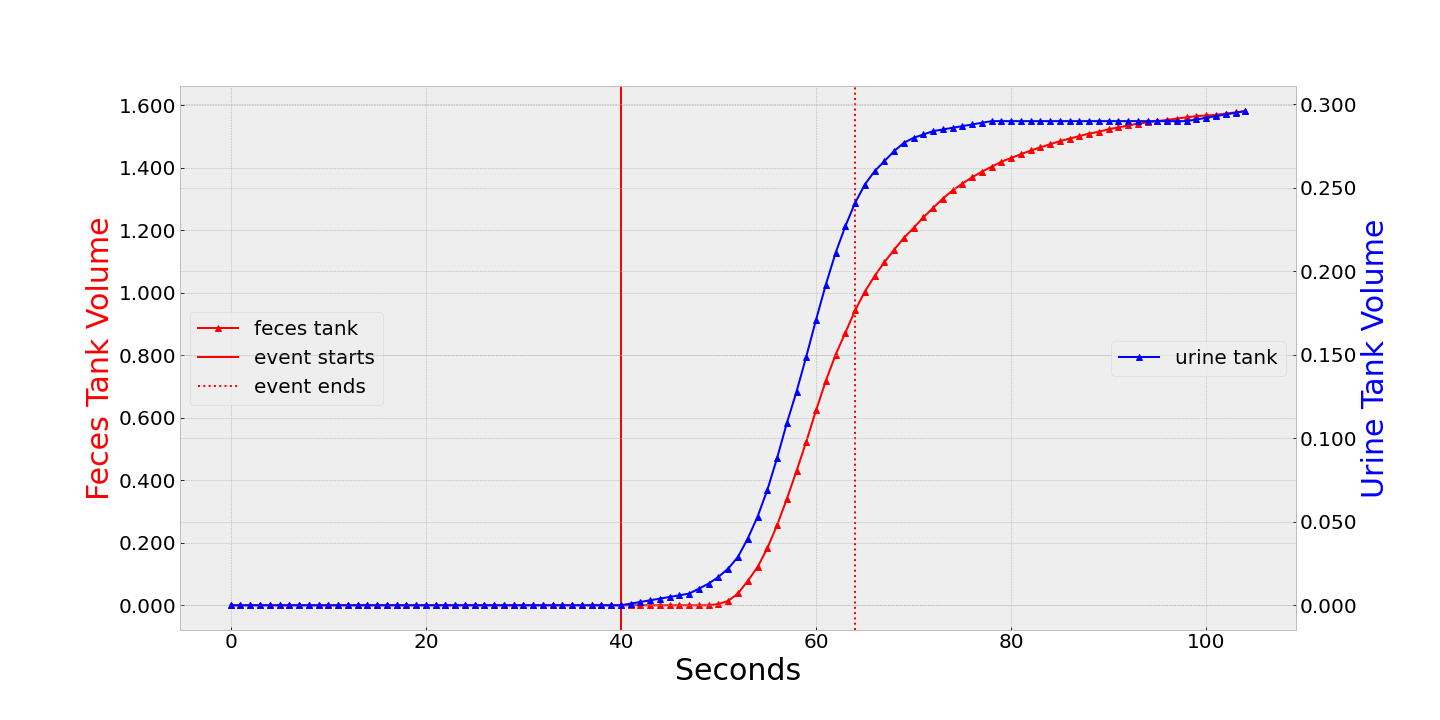 1.600
1.400
1.200
1.000
0.800
0.600
0.400
0.200
0.000
Feces Tank Volume
feces tank
event starts
event ends
urine tank
0.300
0.250
0.200
0.150
0.100
0.050
0.000
Urine Tank Volume
0 20 40 60 80 100
Seconds